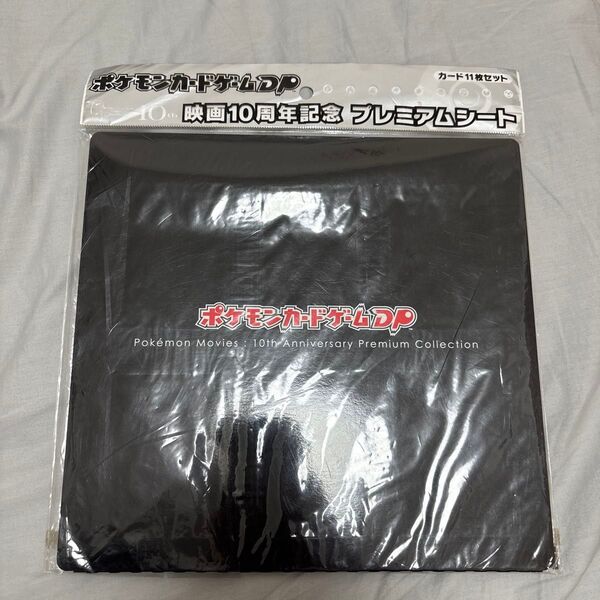 ポケモンカードゲームDP
カード11枚セット
10th 映画10周年記念 プレミアムシート
ポケモンカードゲームDP
Pokémon Movies : 10th Anniversary Premium Collection